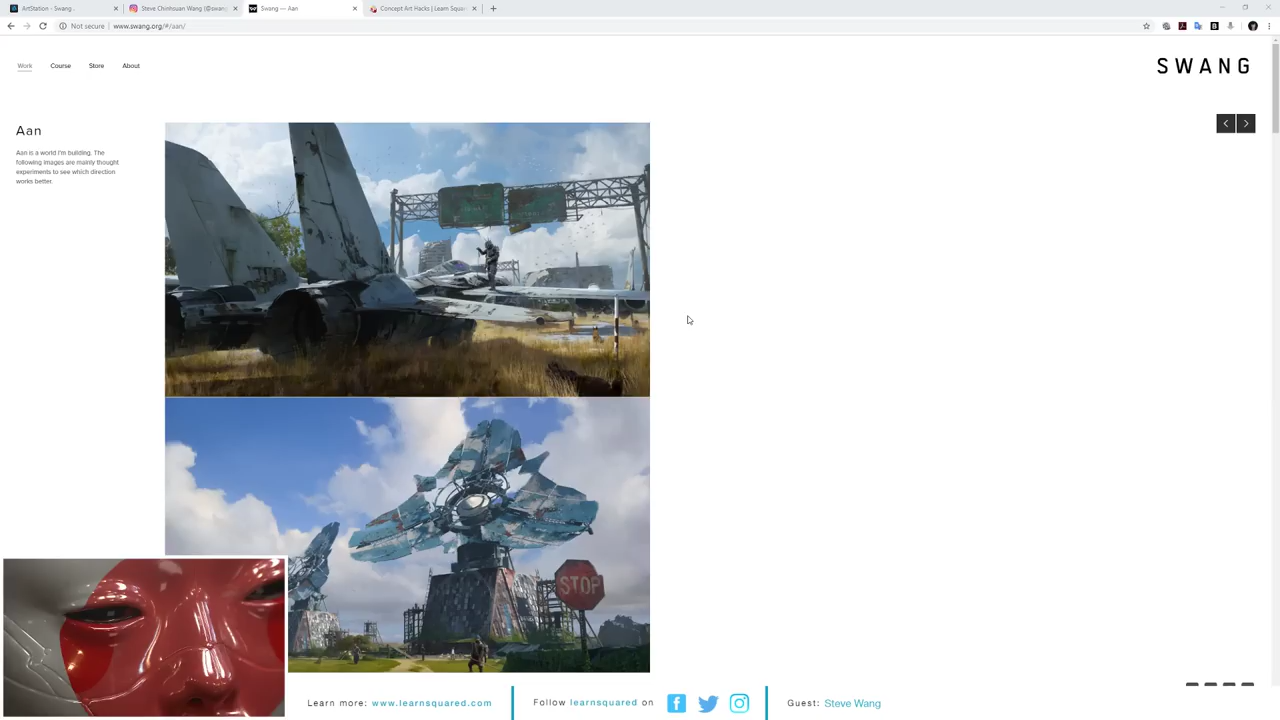 ArtStation - Swang .
Steve Chinhsuan Wang (@swang
Swang — Aan
Concept Art Hacks | Learn Squa
Not secure | www.swang.org/#/aan/
Work Course Store About
SWANG
Aan
Aan is a world I'm building. The
following images are mainly thought
experiments to see which direction
works better.
STOP
Learn more: www.learnsquared.com
Follow learnsquared on
Guest: Steve Wang